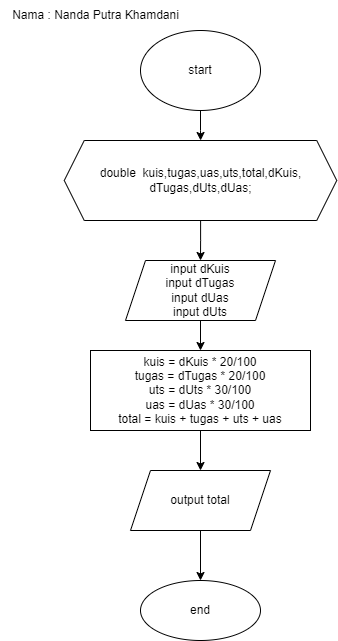 Nama : Nanda Putra Khamdani
start
double kuis,tugas,uas,uts,total,dKuis,
dTugas,dUts,dUas;
input dKuis
input dTugas
input dUas
input dUts
kuis = dKuis * 20/100
tugas = dTugas * 20/100
uts = dUts * 30/100
uas = dUas * 30/100
total = kuis + tugas + uts + uas
output total
end